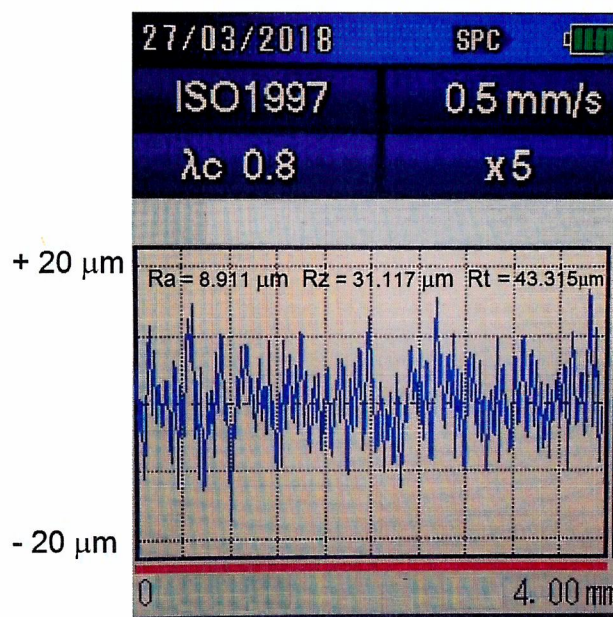 27/03/2018 SPC
ISO1997 0.5 mm/s
λc 0.8 x5
+ 20 μm
Ra = 8.911 μm Rz = 31.117 μm Rt = 43.315μm
- 20 μm
0 4.00 mm